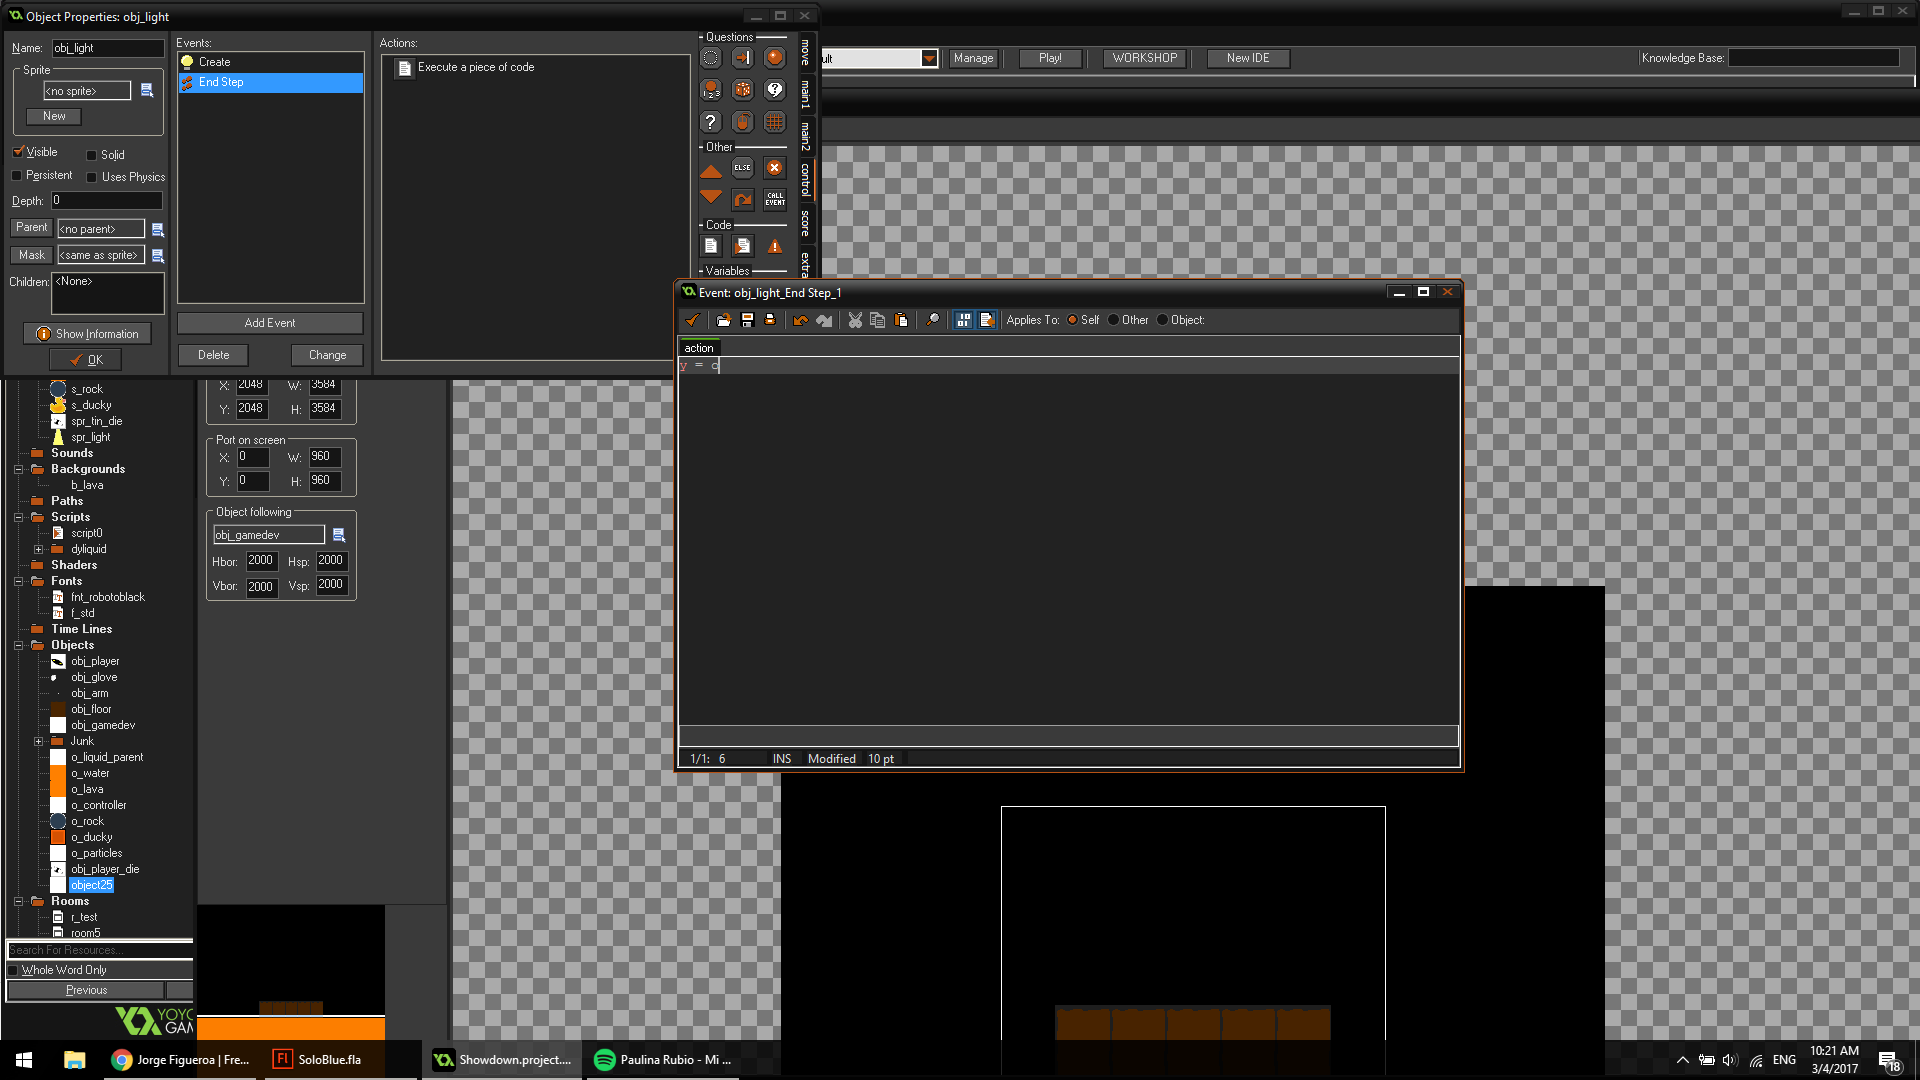 Object Properties: obj_light
Name: obj_light
Sprite
<no sprite>
New
Visible
Solid
Persistent
Uses Physics
Depth: 0
Parent <no parent>
Mask <same as sprite>
Children: <None>
Show Information
OK
Events:
Create
End Step
Add Event
Delete
Change
Actions:
Execute a piece of code
Questions
Other
ELSE
CALL EVENT
Code
Variables
move
main1
main2
control
score
extra
Manage
Play!
WORKSHOP
New IDE
Knowledge Base:
Event: obj_light_End Step_1
Applies To: Self Other Object:
action
y = o
1/1: 6 INS Modified 10 pt
s_rock
s_ducky
spr_tin_die
spr_light
Sounds
Backgrounds
b_lava
Paths
Scripts
script0
dyliquid
Shaders
Fonts
fnt_robotoblack
f_std
Time Lines
Objects
obj_player
obj_glove
obj_arm
obj_floor
obj_gamedev
Junk
o_liquid_parent
o_water
o_lava
o_controller
o_rock
o_ducky
o_particles
obj_player_die
object25
Rooms
r_test
room5
Search For Resources...
Whole Word Only
Previous
X: 2048 W: 3584
Y: 2048 H: 3584
Port on screen
X: 0 W: 960
Y: 0 H: 960
Object following
obj_gamedev
Hbor: 2000 Hsp: 2000
Vbor: 2000 Vsp: 2000
Jorge Figueroa | Fre...
SoloBlue.fla
Showdown.project....
Paulina Rubio - Mi ...
ENG
10:21 AM
3/4/2017
18